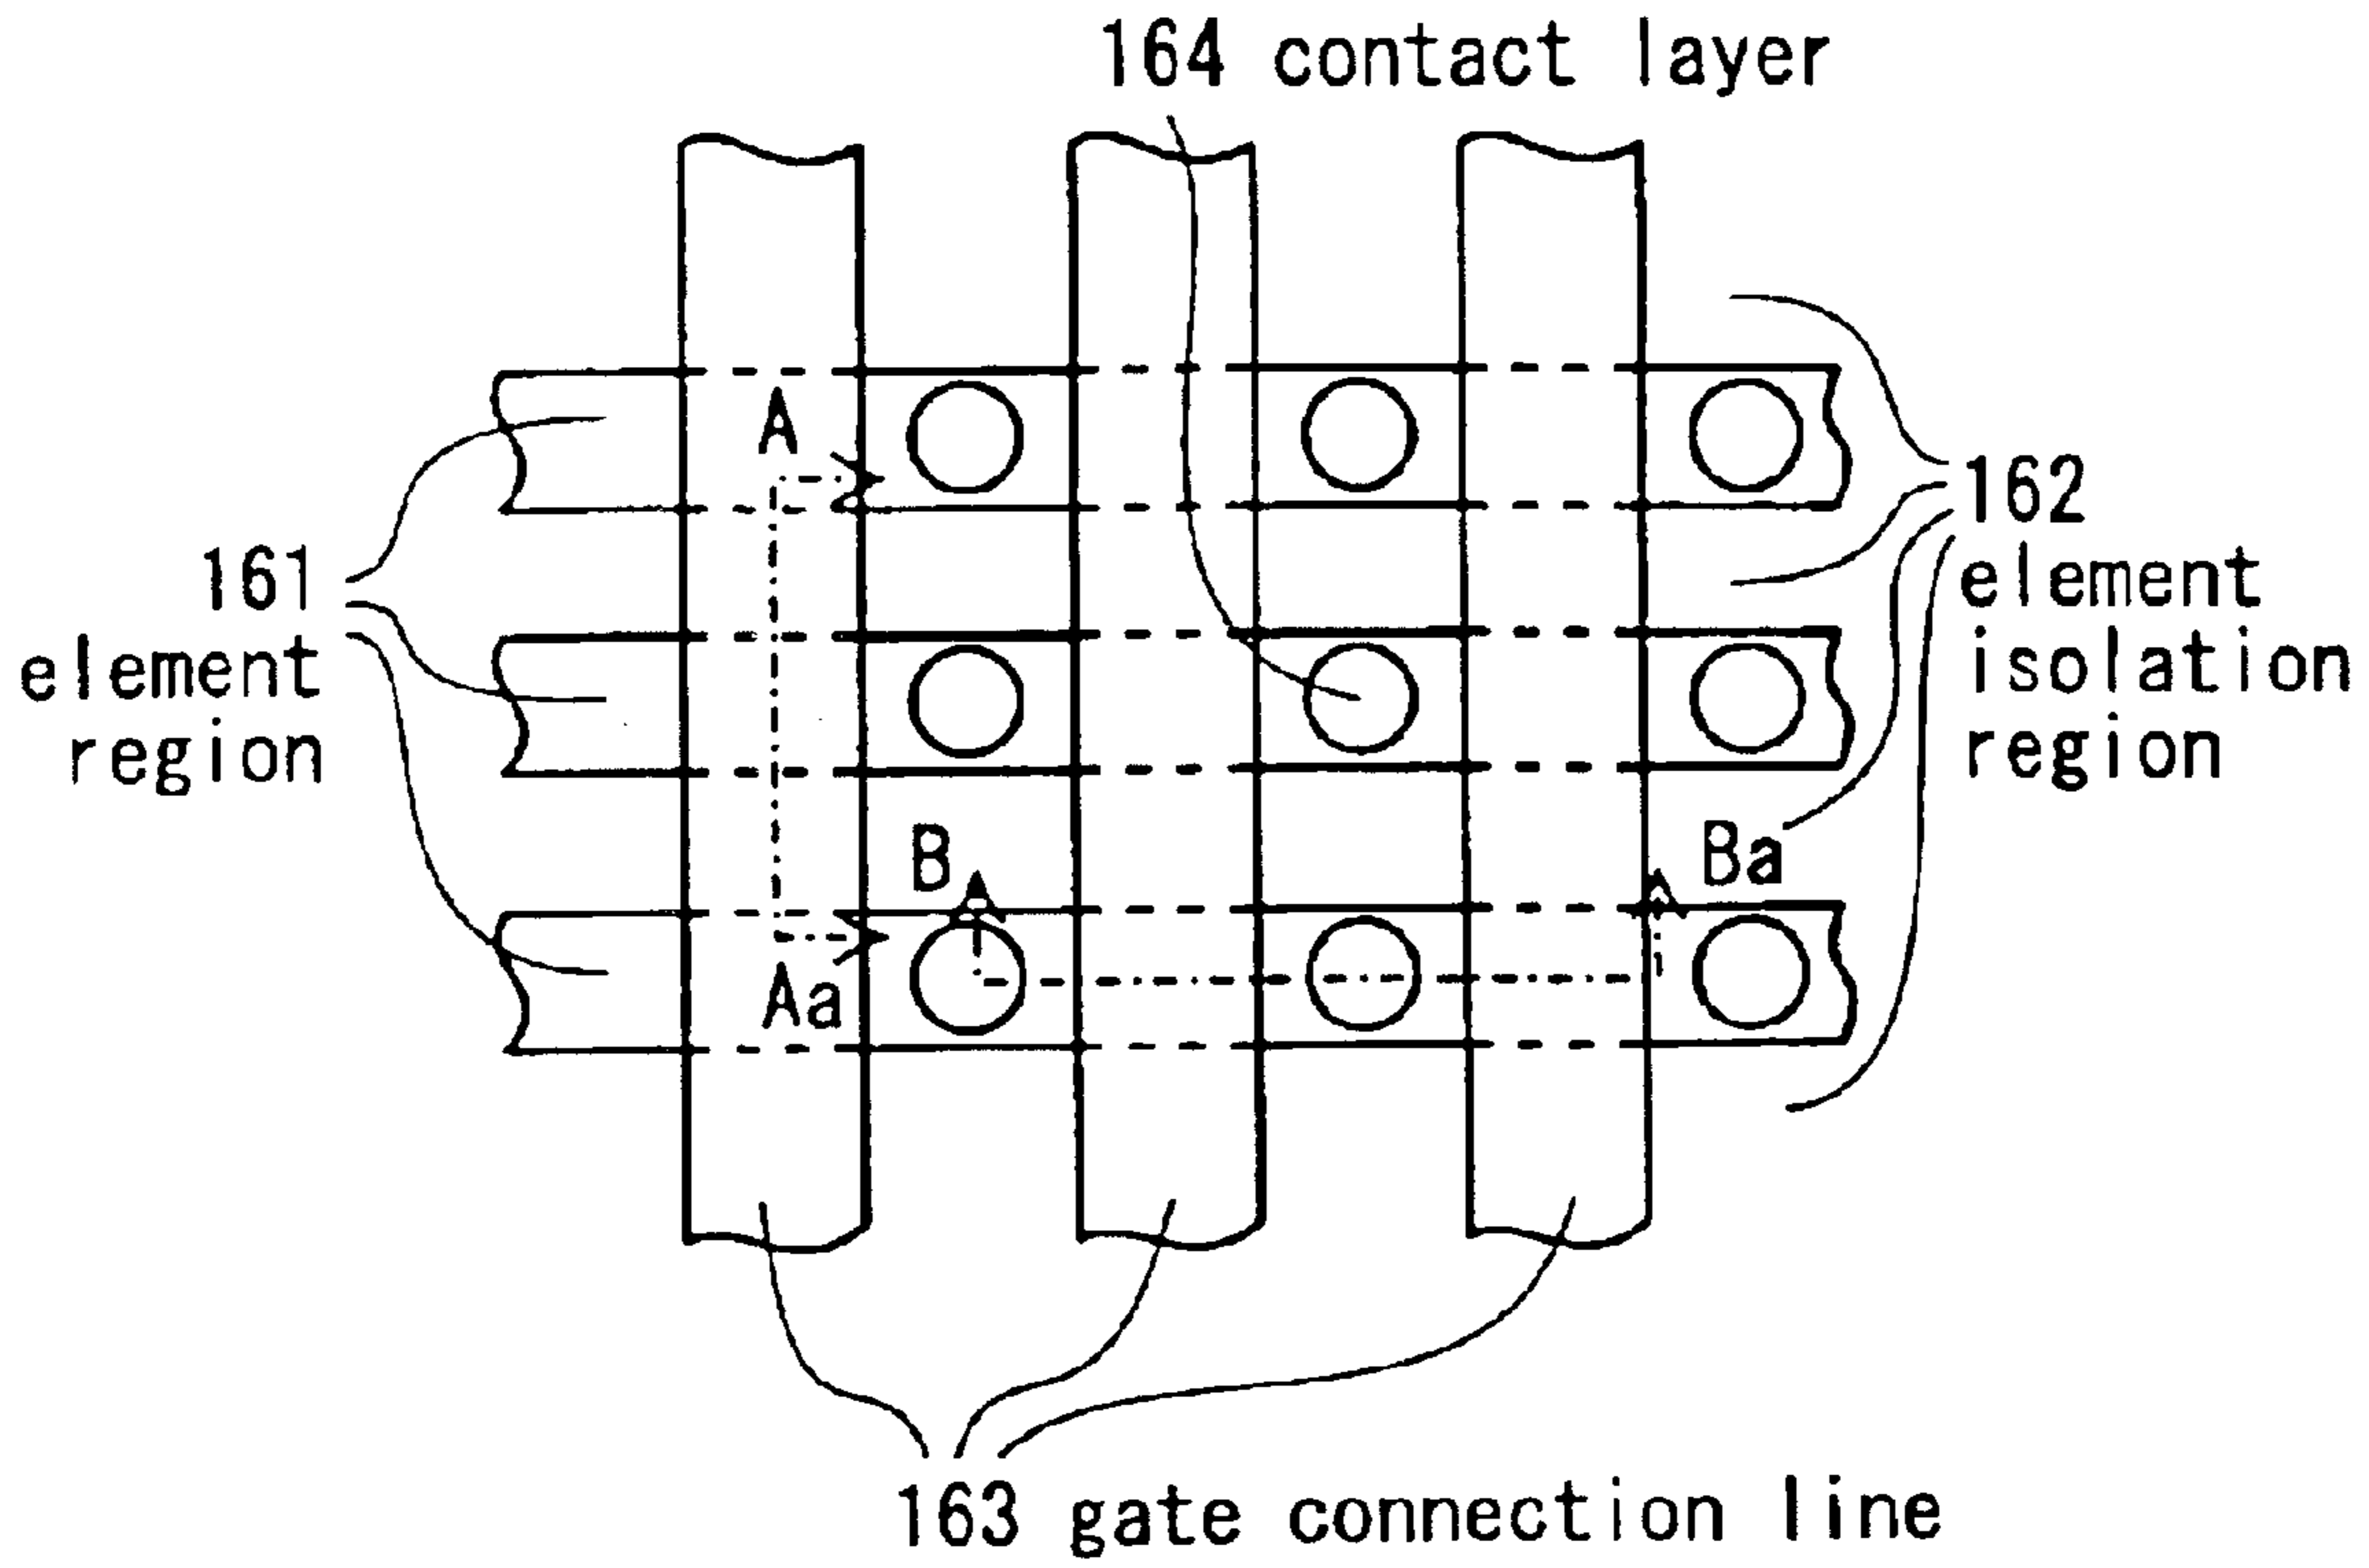 164 contact layer
A
162
element
isolation
region
161
element
region
B
Ba
Aa
163 gate connection line